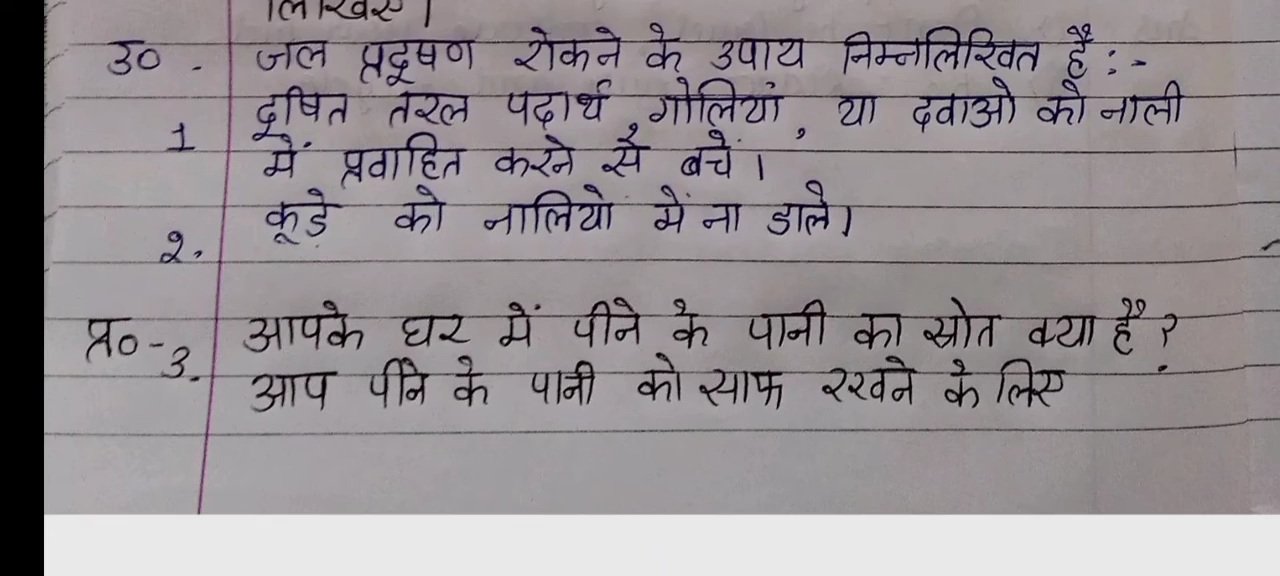 लिखिए।
उ० . जल प्रदूषण रोकने के उपाय निम्नलिखित है :-
1 दूषित तरल पदार्थ, गोलियां, या दवाओ को नाली
में प्रवाहित करने से बचें।
2. कूड़े को नालियो में ना डाले।
प्र०-3. आपके घर में पीने के पानी का स्रोत क्या है ?
आप पीने के पानी को साफ रखने के लिए